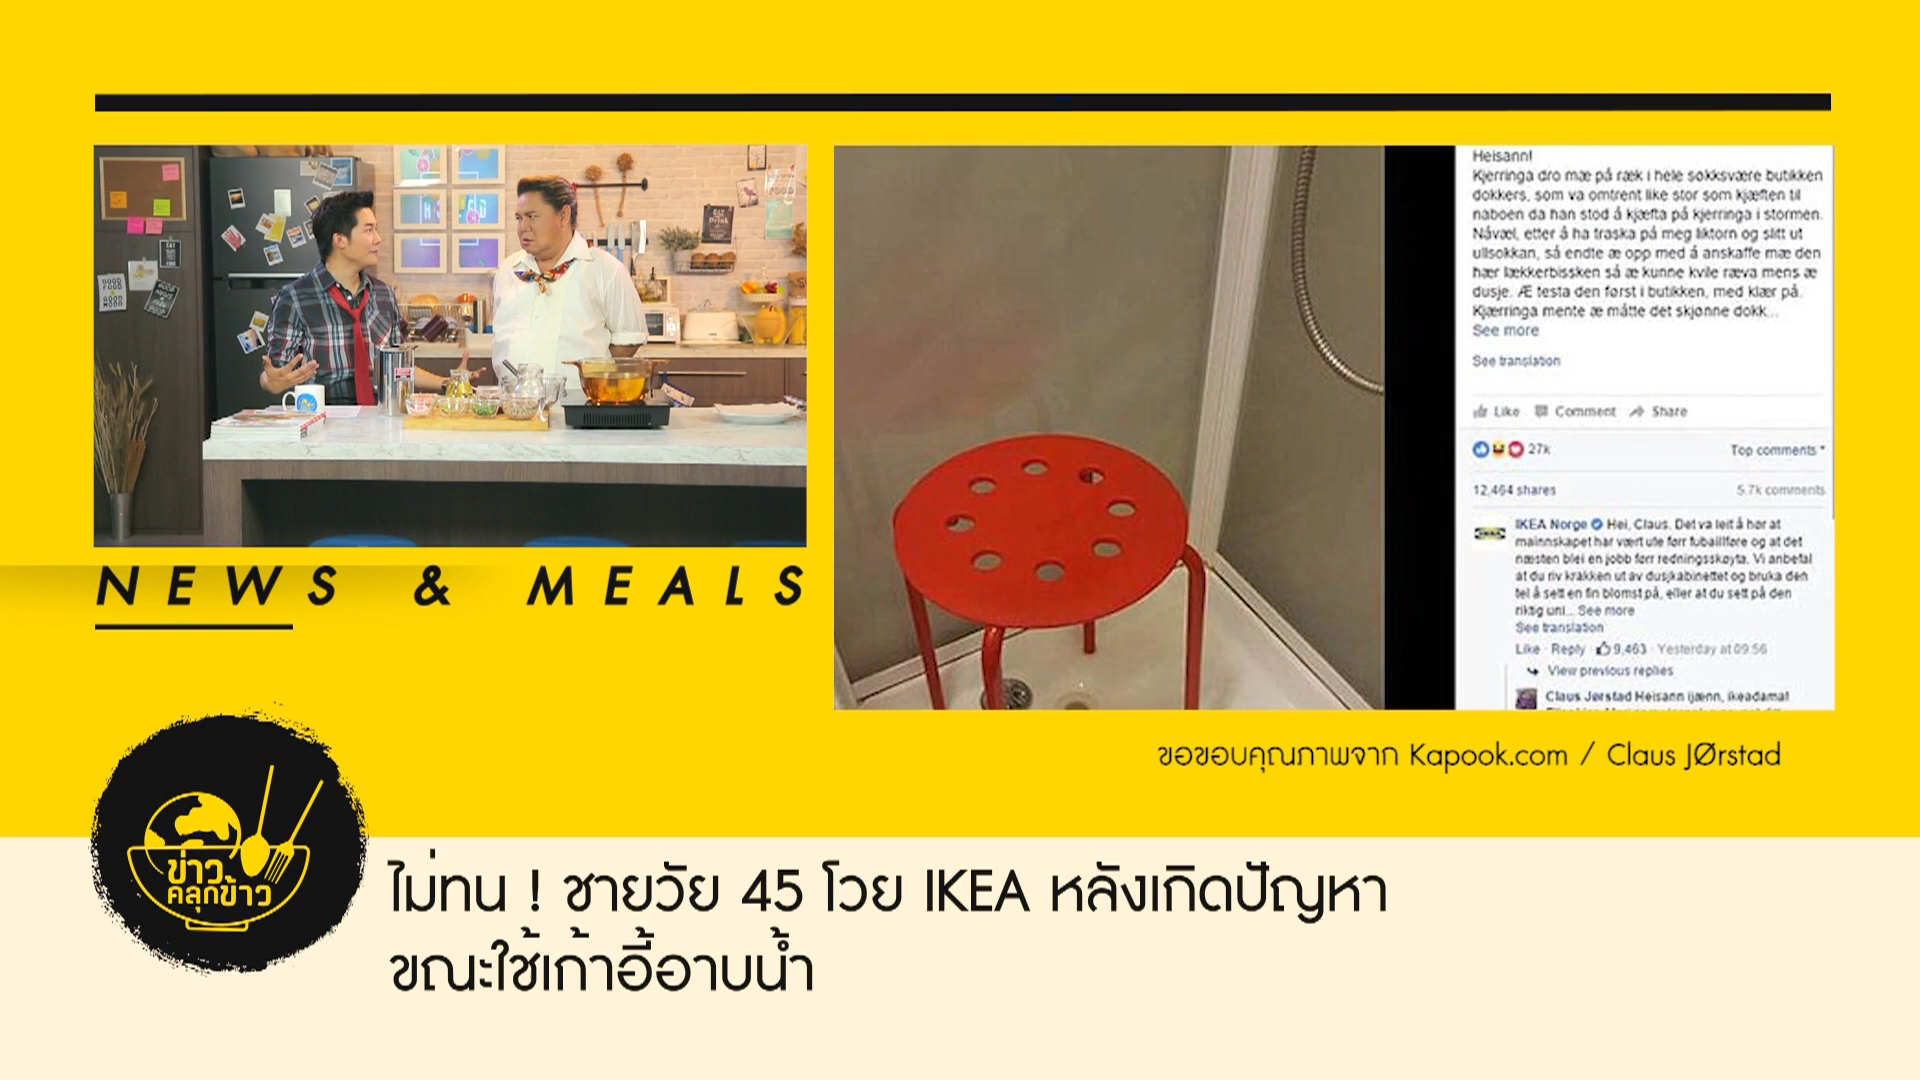 NEWS & MEALS
Heisann!
Kjerringa dro mæ på ræk i hele søkksvære butikken
dokkers, som va omtrent like stor som kjæften til
naboen da han stod å kjæfta på kjerringa i stormen.
Nåvæl, etter å ha traska på meg liktorn og slitt ut
ullsokkan, så endte æ opp med å anskaffe mæ den
hær lækkerbissken så æ kunne kvile ræva mens æ
dusje. Æ testa den først i butikken, med klær på.
Kjærringa mente æ måtte det skjønne dokk...
See more
See translation
Like Comment Share
27k Top comments
12,464 shares 5.7k comments
IKEA Norge Hei, Claus. Det va leit å hør at
mainnskapet har vært ute førr fubaillføre og at det
næsten blei en jobb førr redningsskøyta. Vi anbefal
at du riv krakken ut av dusjkabinettet og bruka den
tel å sett en fin blomst på, eller at du sett på den
riktig uni... See more
See translation
Like · Reply · 9,463 · Yesterday at 09:56
View previous replies
Claus Jørstad Heisann ijænn, ikeadama!
ขอขอบคุณภาพจาก Kapook.com / Claus JØrstad
ข่าว
คลุกข้าว
ไม่ทน ! ชายวัย 45 โวย IKEA หลังเกิดปัญหา
ขณะใช้เก้าอี้อาบน้ำ